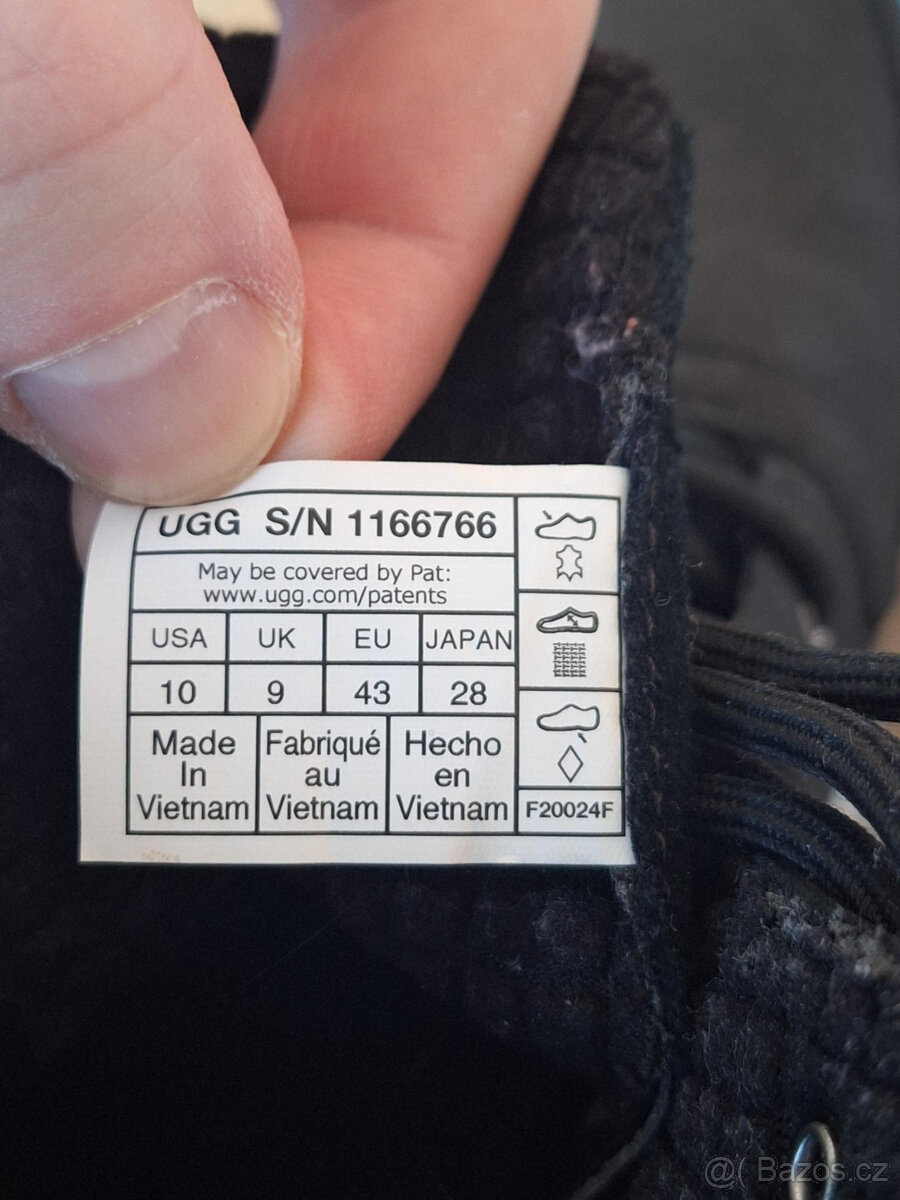 UGG S/N 1166766
May be covered by Pat:
www.ugg.com/patents
USA UK EU JAPAN
10 9 43 28
Made In Vietnam
Fabriqué au Vietnam
Hecho en Vietnam
F20024F
@( Bazos.cz